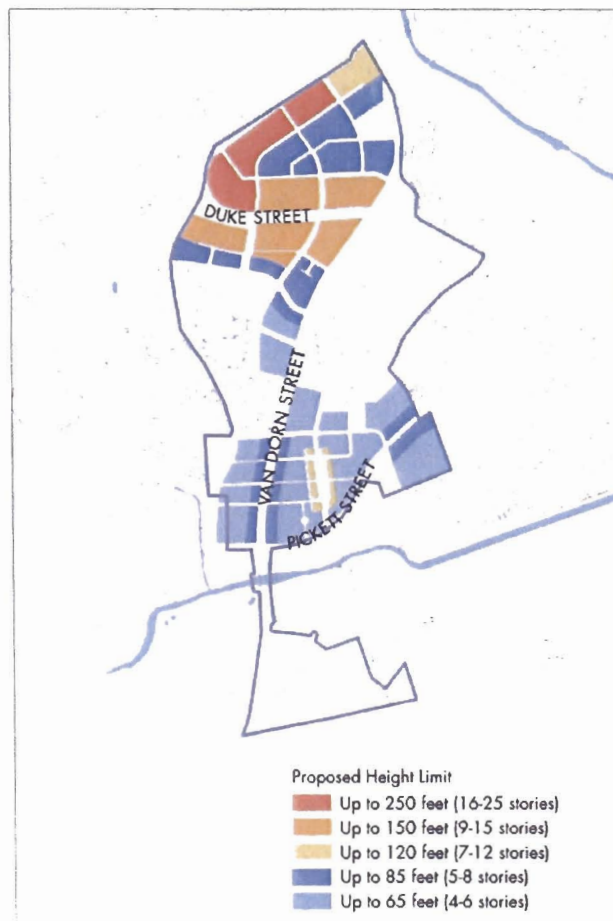 DUKE STREET
VAN DORN STREET
PICKETT STREET
Proposed Height Limit
Up to 250 feet (16-25 stories)
Up to 150 feet (9-15 stories)
Up to 120 feet (7-12 stories)
Up to 85 feet (5-8 stories)
Up to 65 feet (4-6 stories)